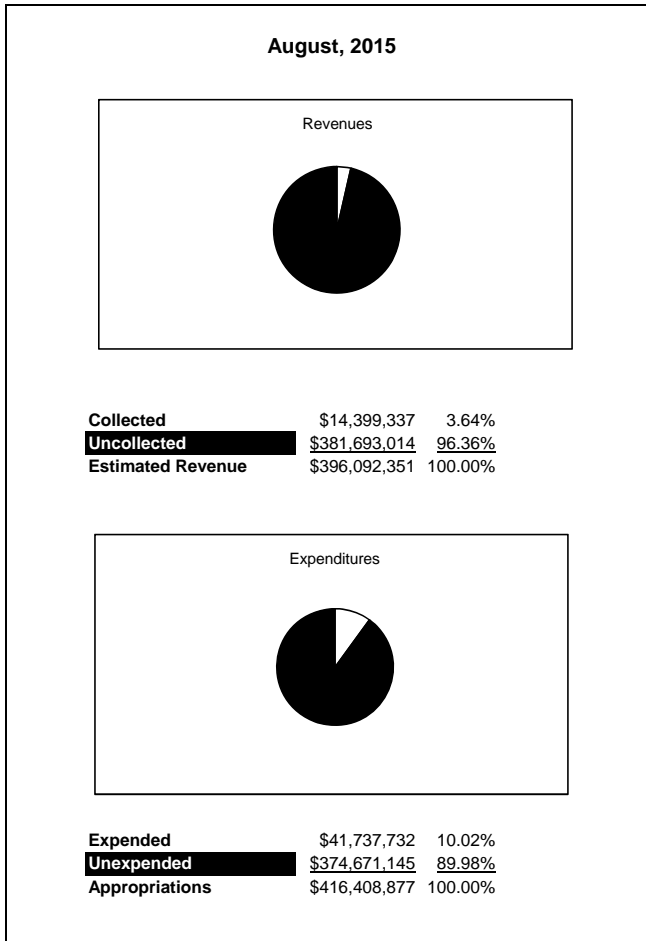 August, 2015
Revenues
Collected $14,399,337 3.64%
Uncollected $381,693,014 96.36%
Estimated Revenue $396,092,351 100.00%
Expenditures
Expended $41,737,732 10.02%
Unexpended $374,671,145 89.98%
Appropriations $416,408,877 100.00%